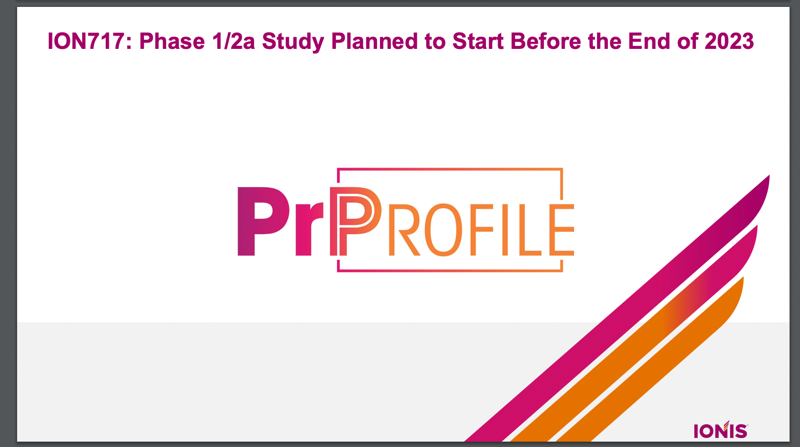 ION717: Phase 1/2a Study Planned to Start Before the End of 2023
PrPROFILE
IONIS